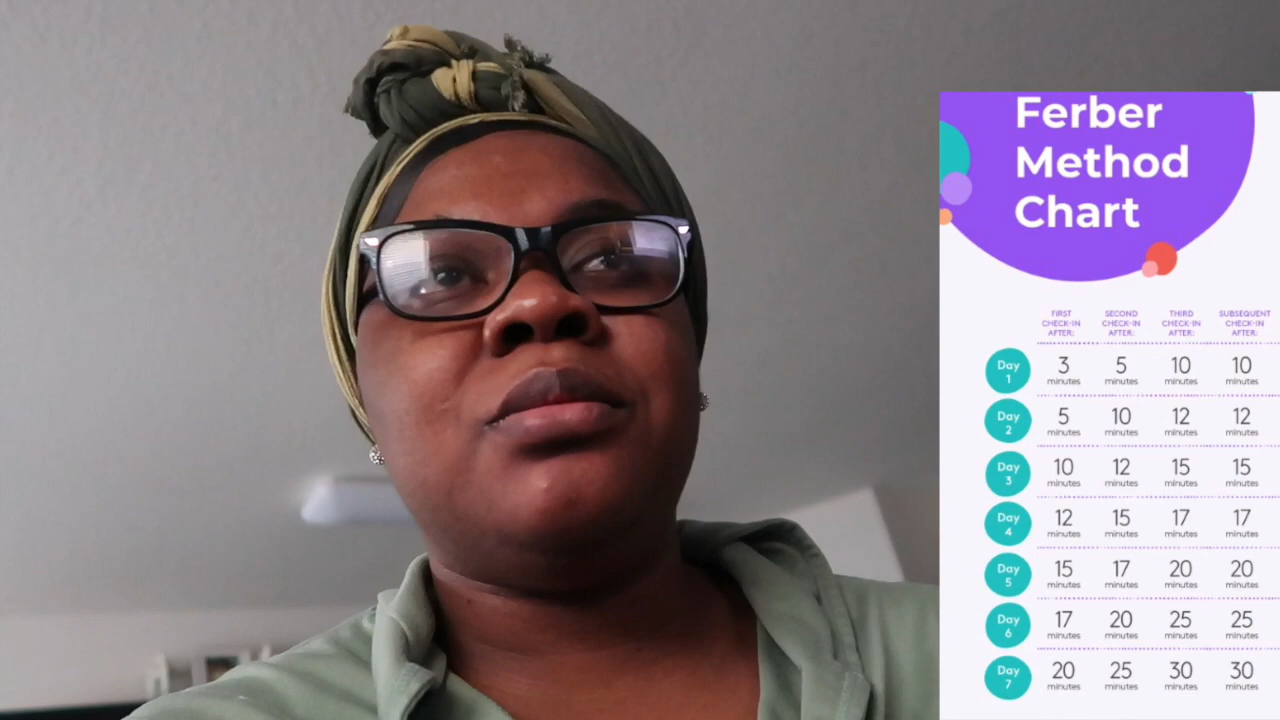 Ferber
Method
Chart
FIRST CHECK-IN AFTER: SECOND CHECK-IN AFTER: THIRD CHECK-IN AFTER: SUBSEQUENT CHECK-IN AFTER:
Day 1 3 minutes 5 minutes 10 minutes 10 minutes
Day 2 5 minutes 10 minutes 12 minutes 12 minutes
Day 3 10 minutes 12 minutes 15 minutes 15 minutes
Day 4 12 minutes 15 minutes 17 minutes 17 minutes
Day 5 15 minutes 17 minutes 20 minutes 20 minutes
Day 6 17 minutes 20 minutes 25 minutes 25 minutes
Day 7 20 minutes 25 minutes 30 minutes 30 minutes